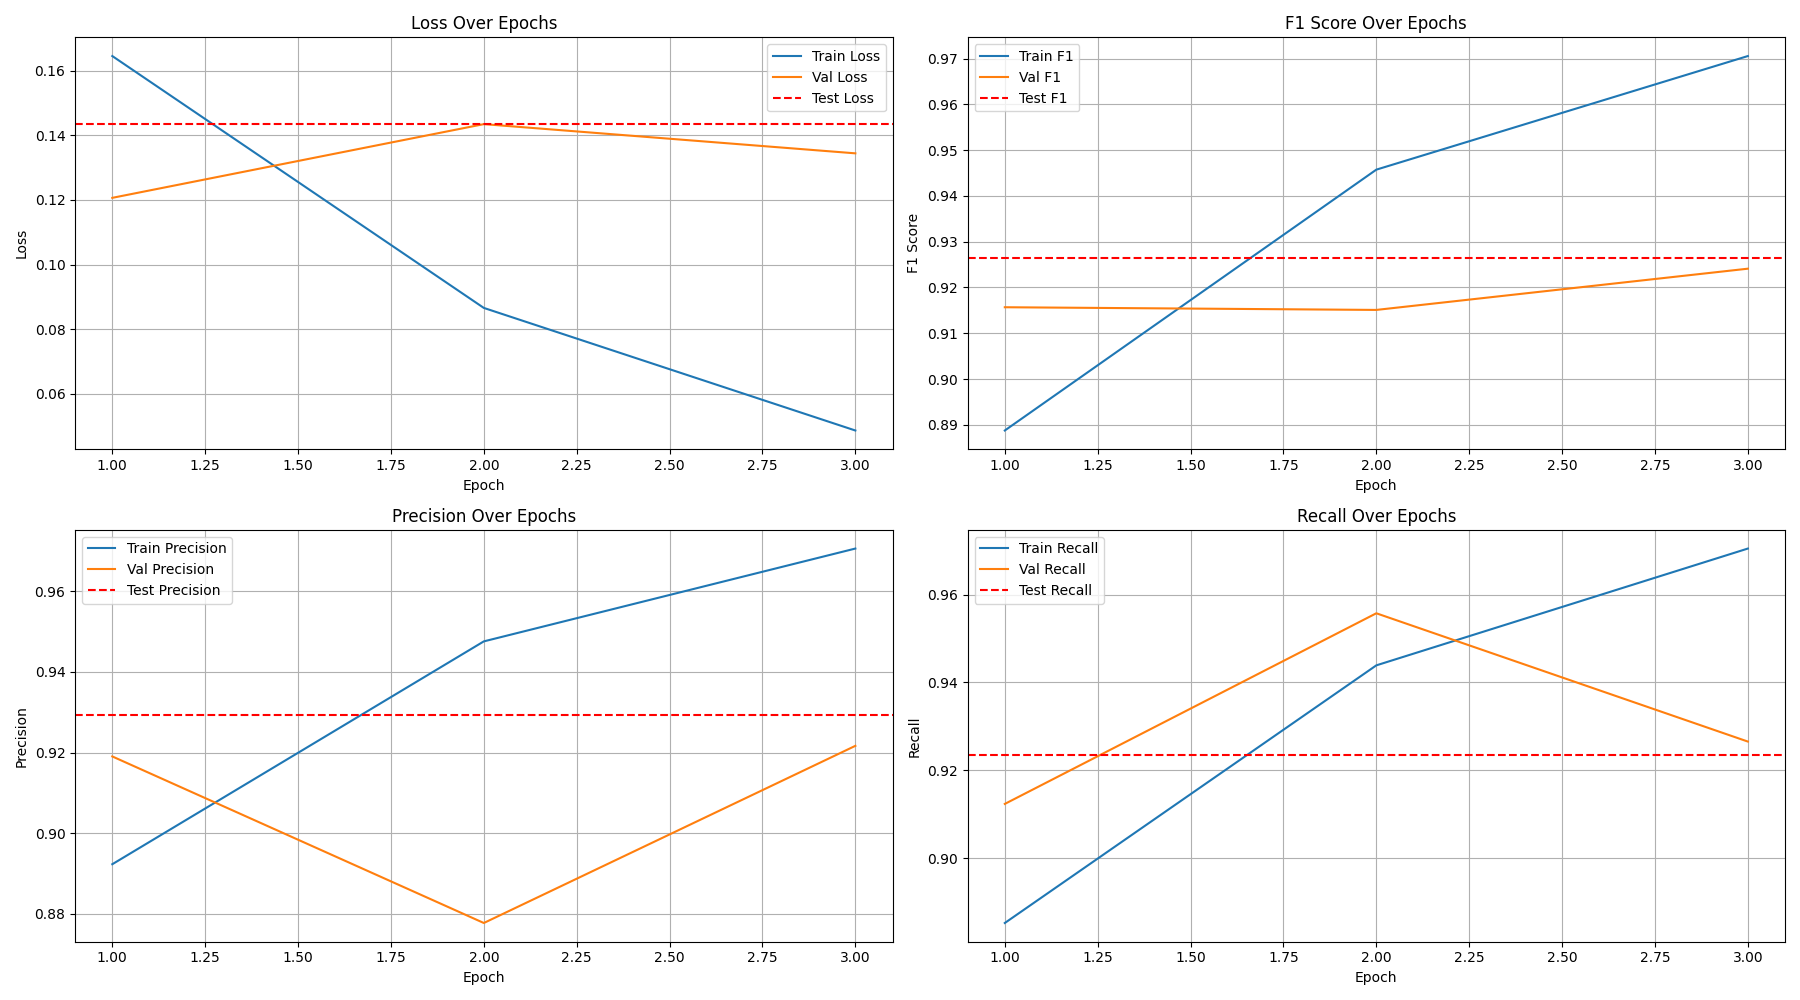 Loss Over Epochs
Train Loss
Val Loss
Test Loss
0.16
0.14
0.12
0.10
0.08
0.06
Loss
1.00 1.25 1.50 1.75 2.00 2.25 2.50 2.75 3.00
Epoch
F1 Score Over Epochs
Train F1
Val F1
Test F1
0.97
0.96
0.95
0.94
0.93
0.92
0.91
0.90
0.89
F1 Score
1.00 1.25 1.50 1.75 2.00 2.25 2.50 2.75 3.00
Epoch
Precision Over Epochs
Train Precision
Val Precision
Test Precision
0.96
0.94
0.92
0.90
0.88
Precision
1.00 1.25 1.50 1.75 2.00 2.25 2.50 2.75 3.00
Epoch
Recall Over Epochs
Train Recall
Val Recall
Test Recall
0.96
0.94
0.92
0.90
Recall
1.00 1.25 1.50 1.75 2.00 2.25 2.50 2.75 3.00
Epoch